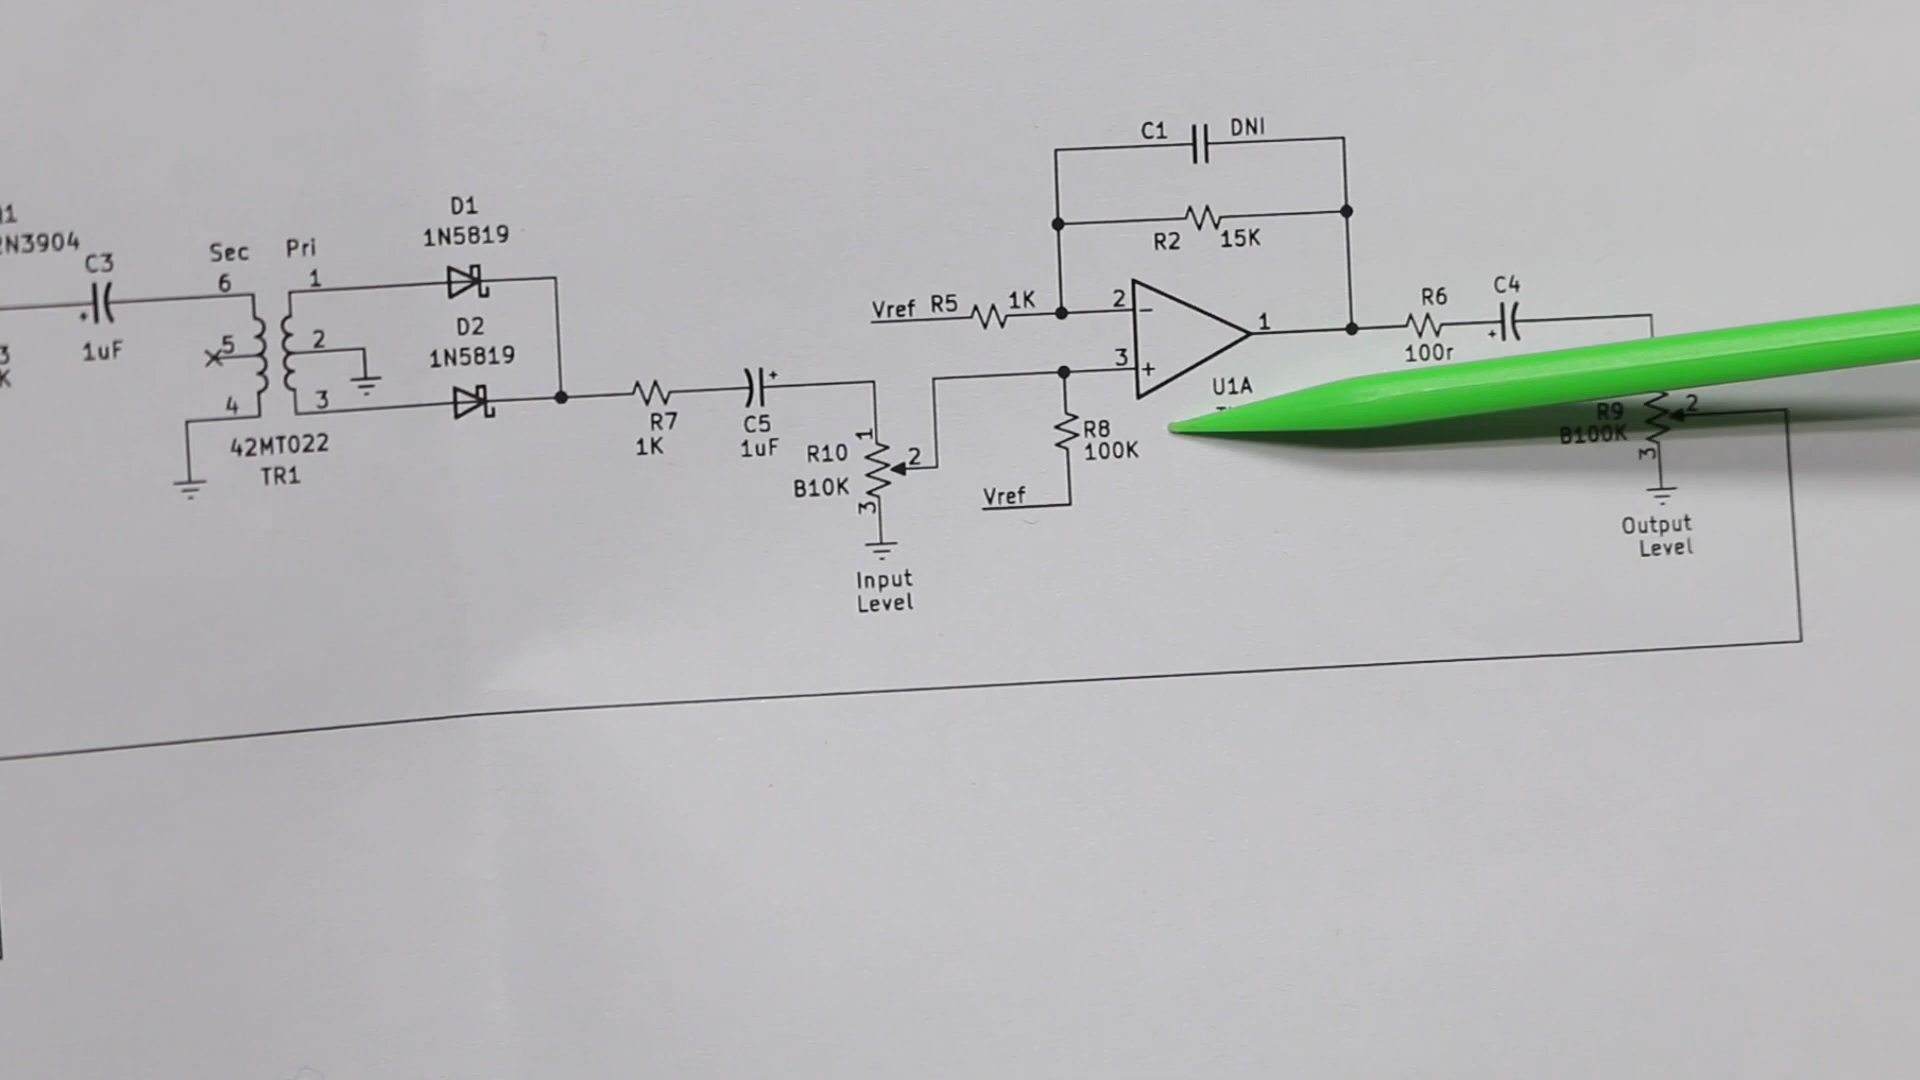 2N3904
C3
1uF
K
Sec
Pri
6
5
4
1
2
3
42MT022
TR1
D1
1N5819
D2
1N5819
R7
1K
C5
1uF
+
R10
B10K
1
2
3
Input
Level
C1
DNI
R2
15K
Vref
R5
1K
2
3
1
U1A
R8
100K
Vref
R6
100r
C4
+
R9
B100K
2
3
Output
Level